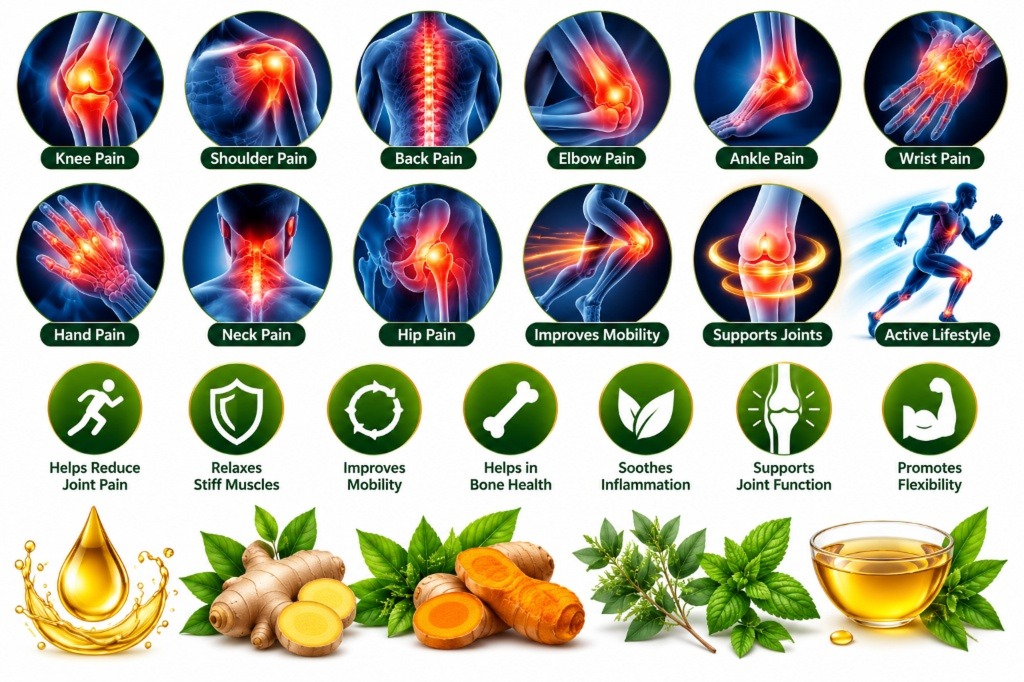 Knee Pain
Shoulder Pain
Back Pain
Elbow Pain
Ankle Pain
Wrist Pain
Hand Pain
Neck Pain
Hip Pain
Improves Mobility
Supports Joints
Active Lifestyle
Helps Reduce
Joint Pain
Relaxes
Stiff Muscles
Improves
Mobility
Helps in
Bone Health
Soothes
Inflammation
Supports
Joint Function
Promotes
Flexibility